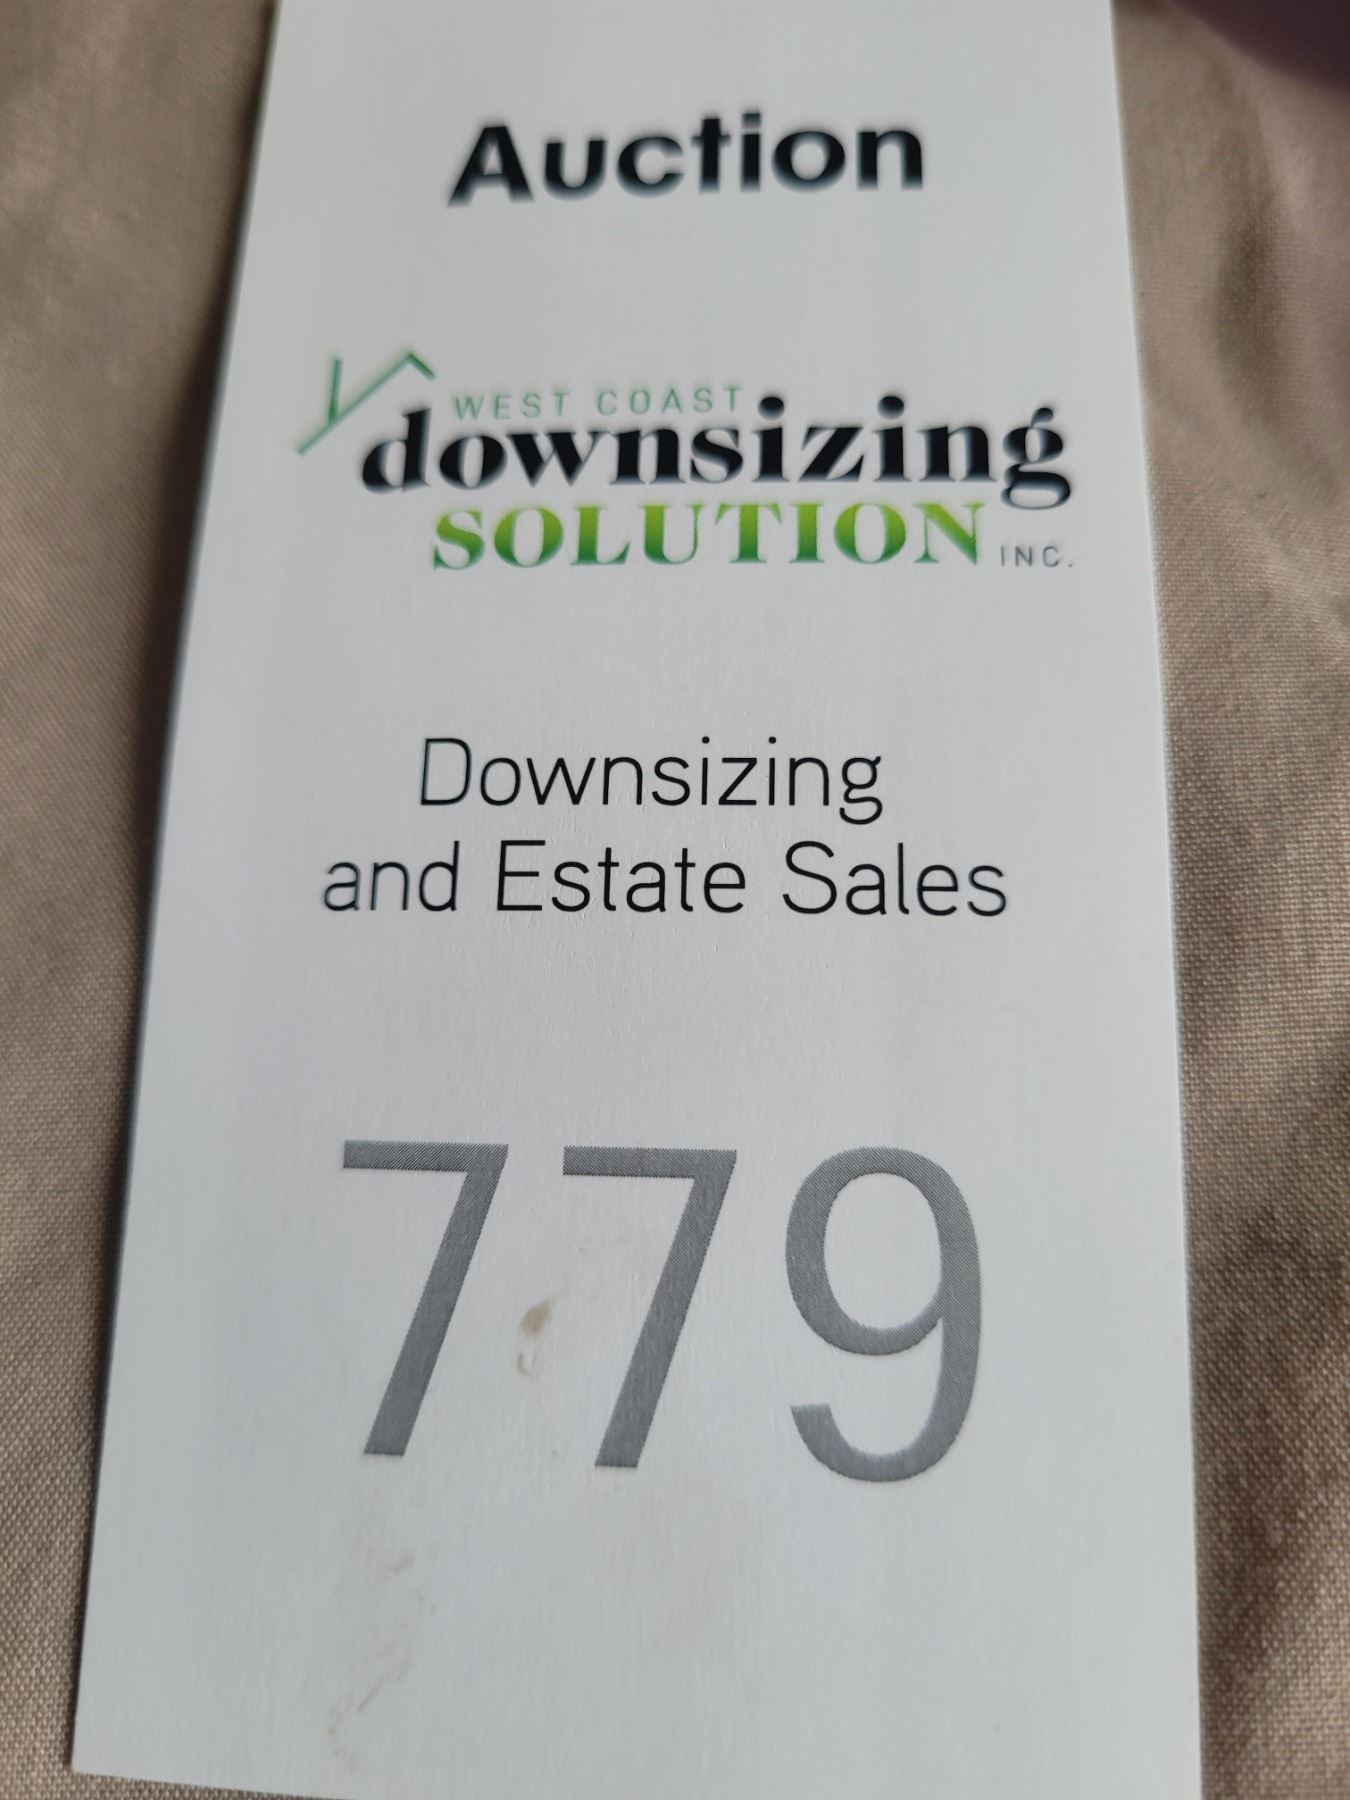 Auction
WEST COAST
downsizing
SOLUTION INC.
Downsizing
and Estate Sales
779